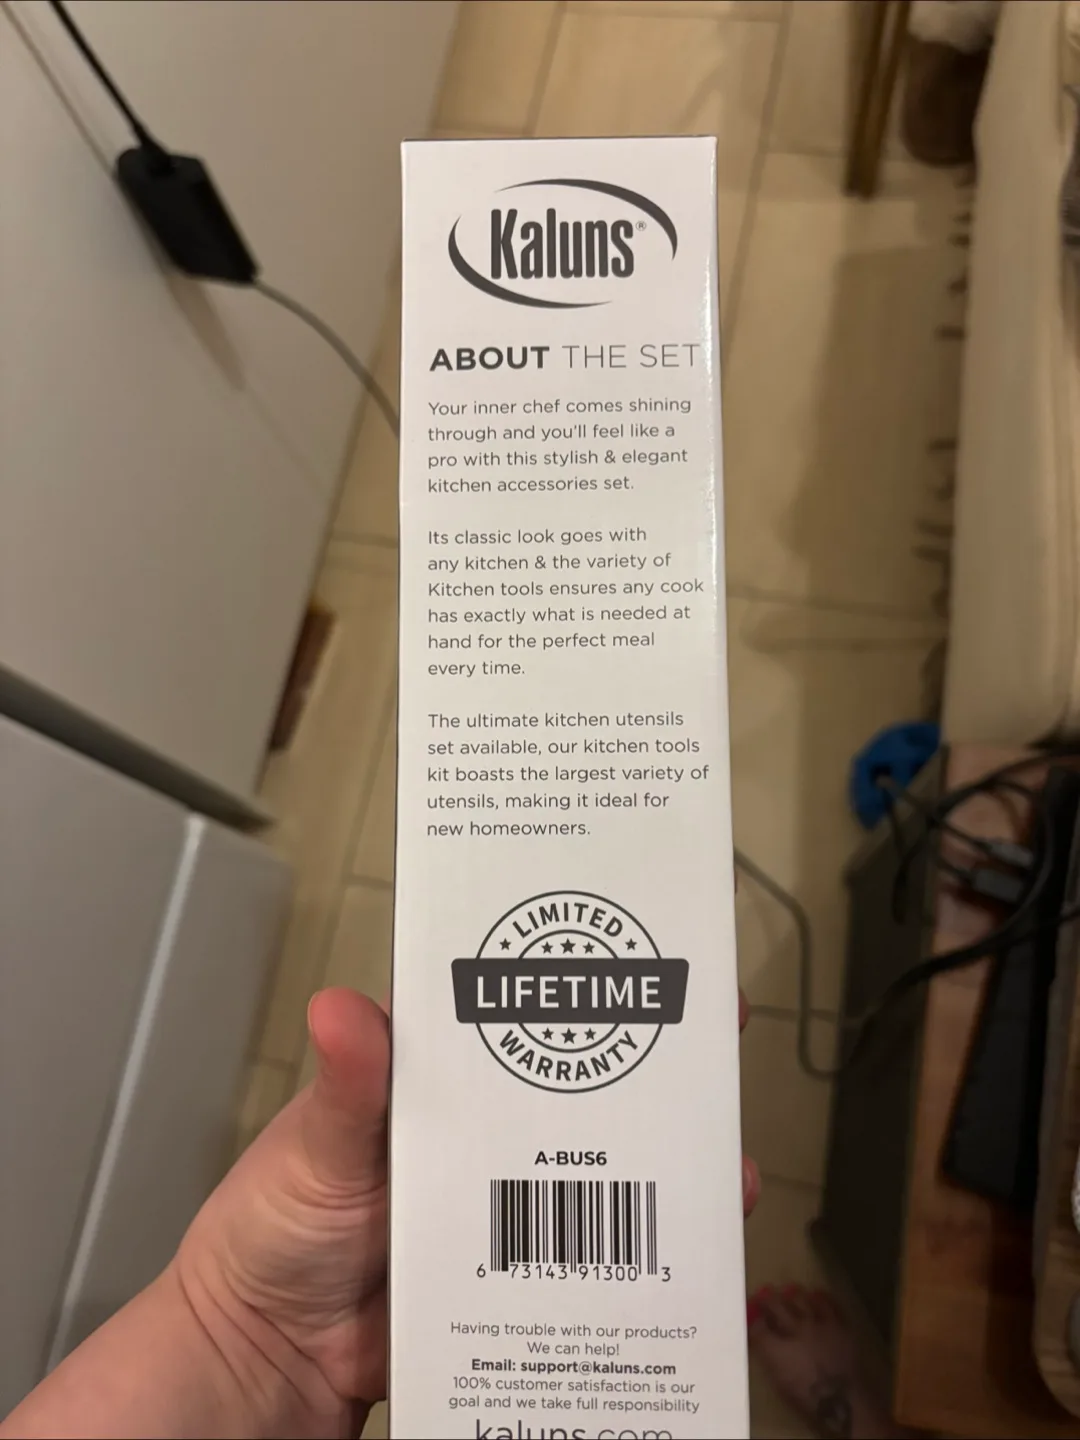 Kaluns®
ABOUT THE SET
Your inner chef comes shining
through and you'll feel like a
pro with this stylish & elegant
kitchen accessories set.
Its classic look goes with
any kitchen & the variety of
Kitchen tools ensures any cook
has exactly what is needed at
hand for the perfect meal
every time.
The ultimate kitchen utensils
set available, our kitchen tools
kit boasts the largest variety of
utensils, making it ideal for
new homeowners.
LIMITED
LIFETIME
WARRANTY
A-BUS6
6 73143 91300 3
Having trouble with our products?
We can help!
Email: support@kaluns.com
100% customer satisfaction is our
goal and we take full responsibility
kaluns.com